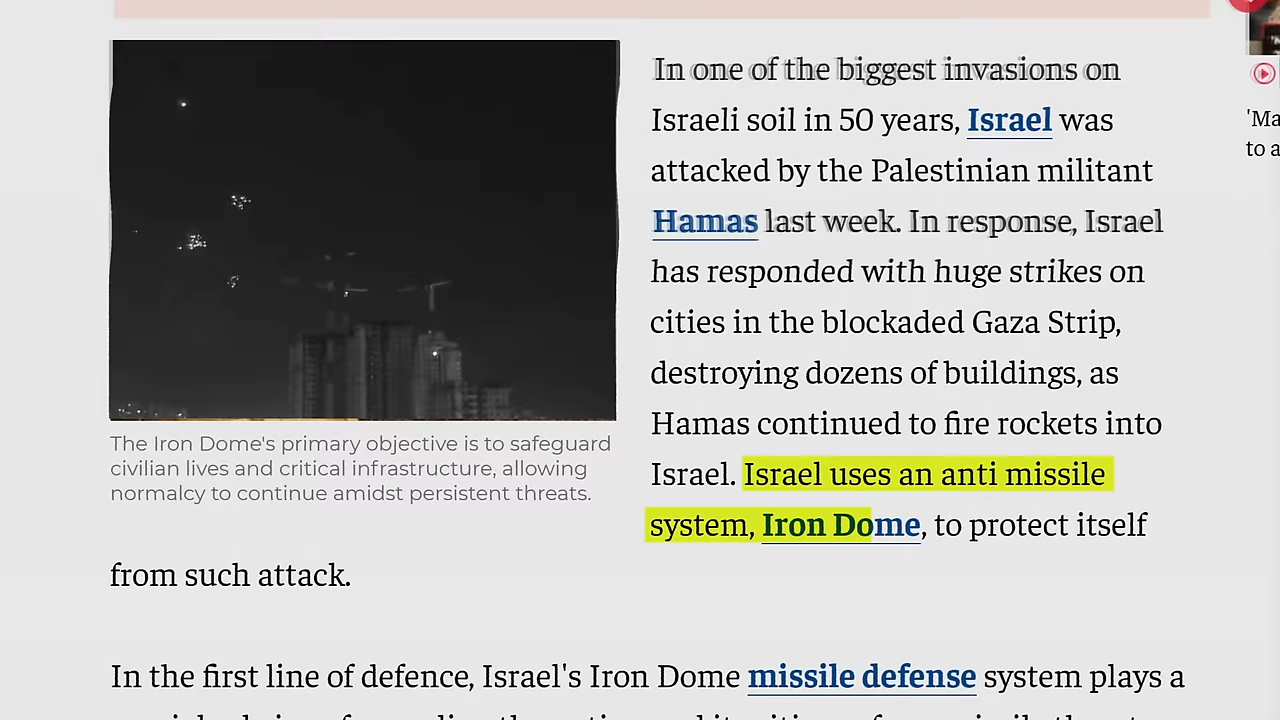 In one of the biggest invasions on
Israeli soil in 50 years, Israel was
attacked by the Palestinian militant
Hamas last week. In response, Israel
has responded with huge strikes on
cities in the blockaded Gaza Strip,
destroying dozens of buildings, as
Hamas continued to fire rockets into
Israel. Israel uses an anti missile
system, Iron Dome, to protect itself
from such attack.
The Iron Dome's primary objective is to safeguard
civilian lives and critical infrastructure, allowing
normalcy to continue amidst persistent threats.
In the first line of defence, Israel's Iron Dome missile defense system plays a
'Ma
to a